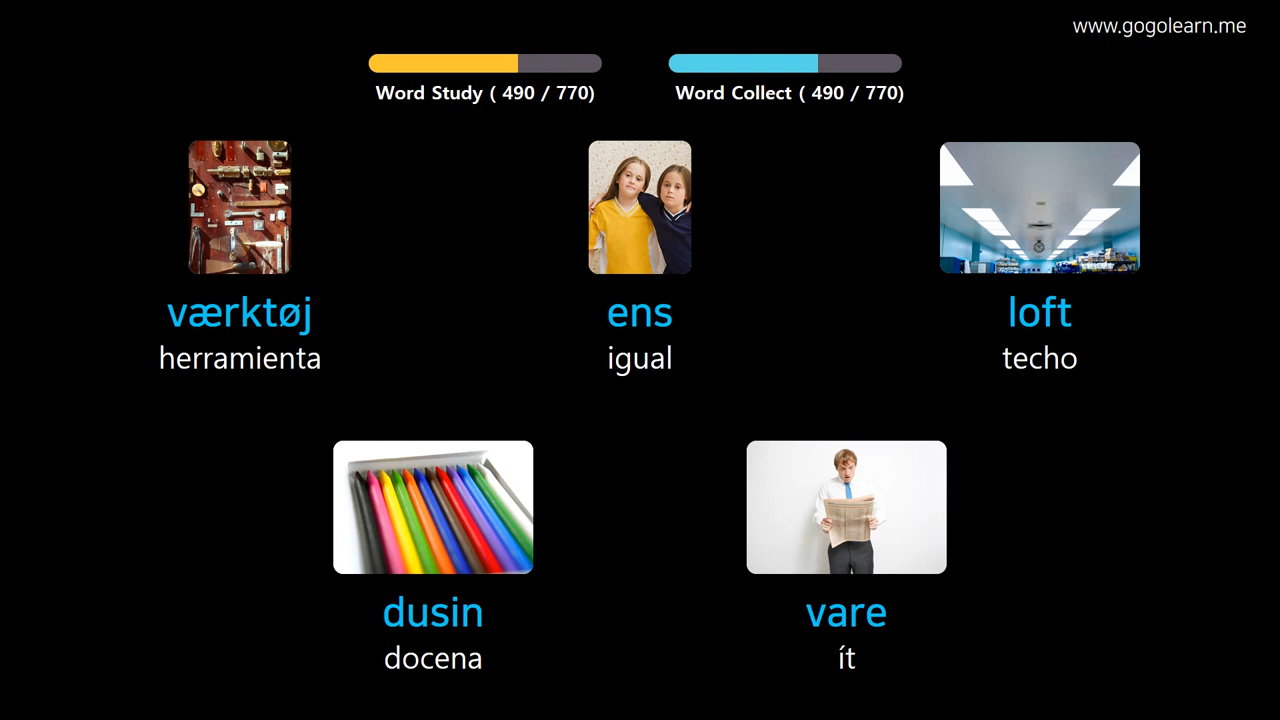 www.gogolearn.me
Word Study ( 490 / 770)
Word Collect ( 490 / 770)
værktøj
herramienta
ens
igual
loft
techo
dusin
docena
vare
ít